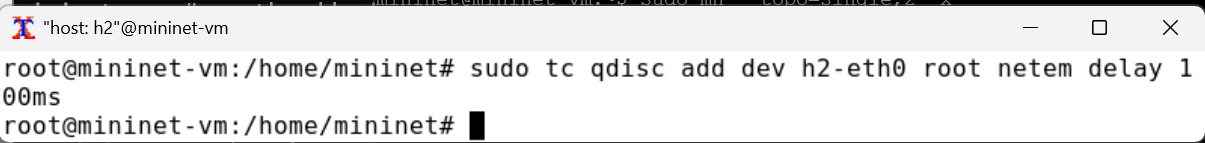 "host: h2"@mininet-vm
root@mininet-vm:/home/mininet# sudo tc qdisc add dev h2-eth0 root netem delay 1
00ms
root@mininet-vm:/home/mininet#